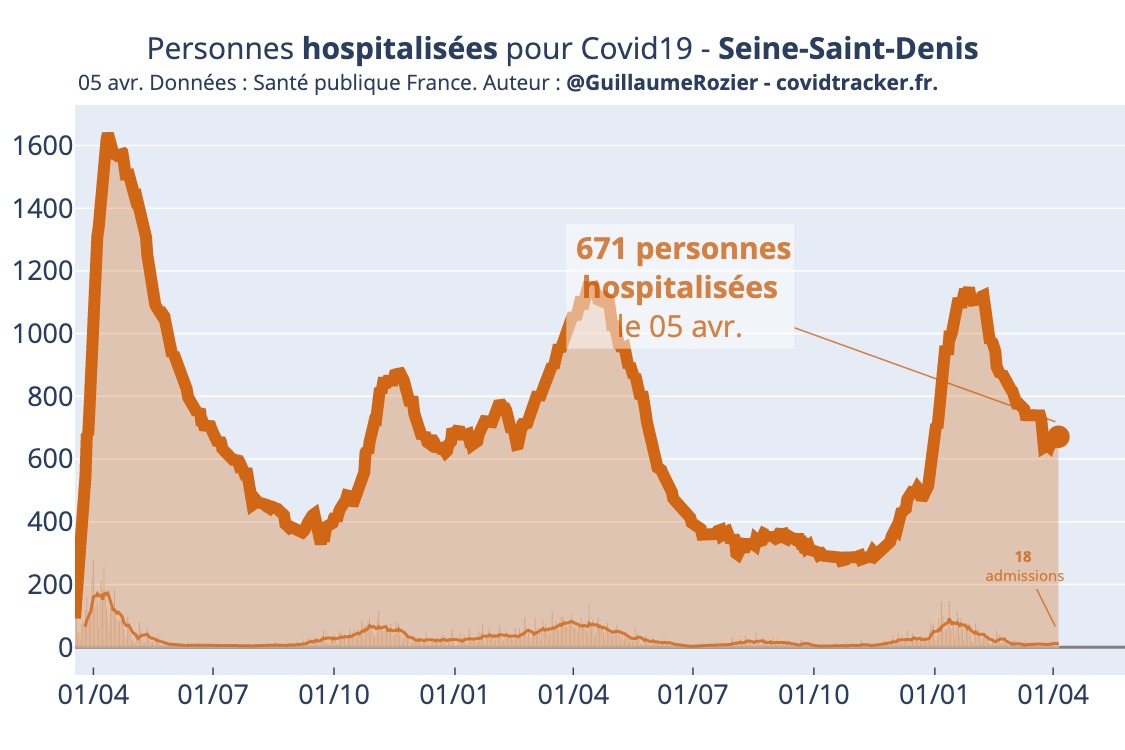 Personnes hospitalisées pour Covid19 - Seine-Saint-Denis
05 avr. Données : Santé publique France. Auteur : @GuillaumeRozier - covidtracker.fr.
1600
1400
1200
1000
800
600
400
200
0
671 personnes
hospitalisées
le 05 avr.
18
admissions
01/04 01/07 01/10 01/01 01/04 01/07 01/10 01/01 01/04